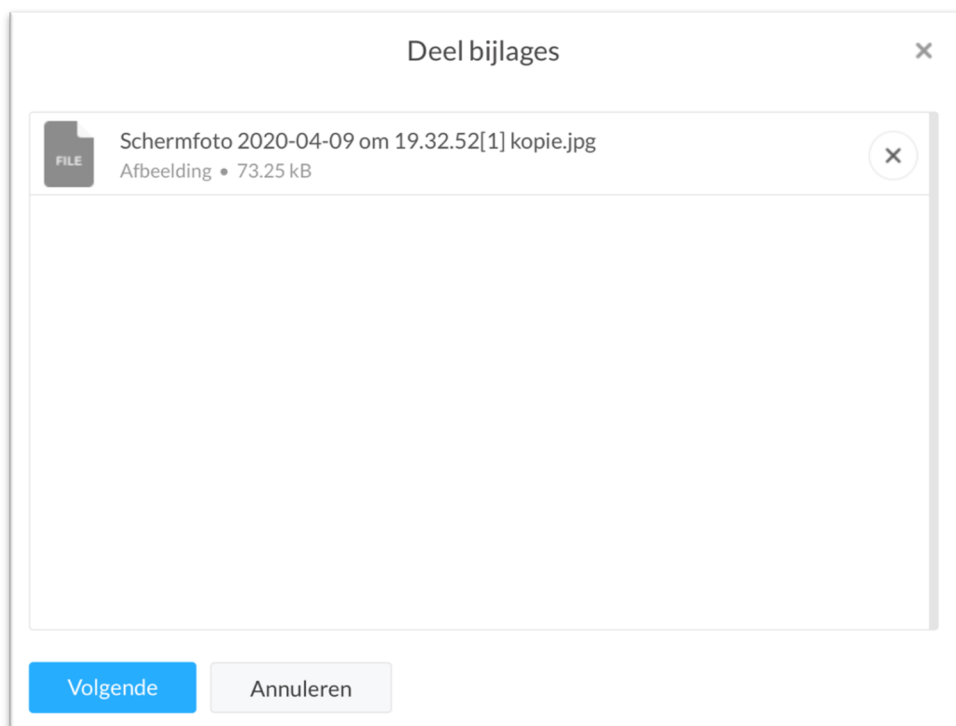 Deel bijlages
FILE
Schermfoto 2020-04-09 om 19.32.52[1] kopie.jpg
Afbeelding • 73.25 kB
Volgende
Annuleren